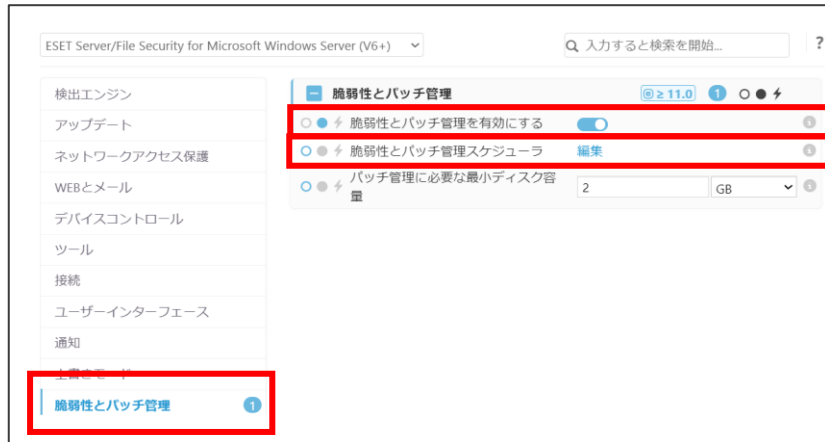 ESET Server/File Security for Microsoft Windows Server (V6+)
入力すると検索を開始...
?
検出エンジン
アップデート
ネットワークアクセス保護
WEBとメール
デバイスコントロール
ツール
接続
ユーザーインターフェース
通知
上書きモード
脆弱性とパッチ管理 1
脆弱性とパッチ管理 ≥ 11.0 1
脆弱性とパッチ管理を有効にする
脆弱性とパッチ管理スケジューラ 編集
パッチ管理に必要な最小ディスク容
量
2 GB